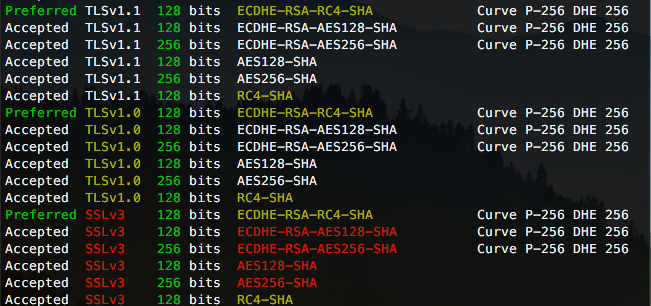 Preferred TLSv1.1 128 bits ECDHE-RSA-RC4-SHA Curve P-256 DHE 256
Accepted TLSv1.1 128 bits ECDHE-RSA-AES128-SHA Curve P-256 DHE 256
Accepted TLSv1.1 256 bits ECDHE-RSA-AES256-SHA Curve P-256 DHE 256
Accepted TLSv1.1 128 bits AES128-SHA
Accepted TLSv1.1 256 bits AES256-SHA
Accepted TLSv1.1 128 bits RC4-SHA
Preferred TLSv1.0 128 bits ECDHE-RSA-RC4-SHA Curve P-256 DHE 256
Accepted TLSv1.0 128 bits ECDHE-RSA-AES128-SHA Curve P-256 DHE 256
Accepted TLSv1.0 256 bits ECDHE-RSA-AES256-SHA Curve P-256 DHE 256
Accepted TLSv1.0 128 bits AES128-SHA
Accepted TLSv1.0 256 bits AES256-SHA
Accepted TLSv1.0 128 bits RC4-SHA
Preferred SSLv3 128 bits ECDHE-RSA-RC4-SHA Curve P-256 DHE 256
Accepted SSLv3 128 bits ECDHE-RSA-AES128-SHA Curve P-256 DHE 256
Accepted SSLv3 256 bits ECDHE-RSA-AES256-SHA Curve P-256 DHE 256
Accepted SSLv3 128 bits AES128-SHA
Accepted SSLv3 256 bits AES256-SHA
Accepted SSLv3 128 bits RC4-SHA